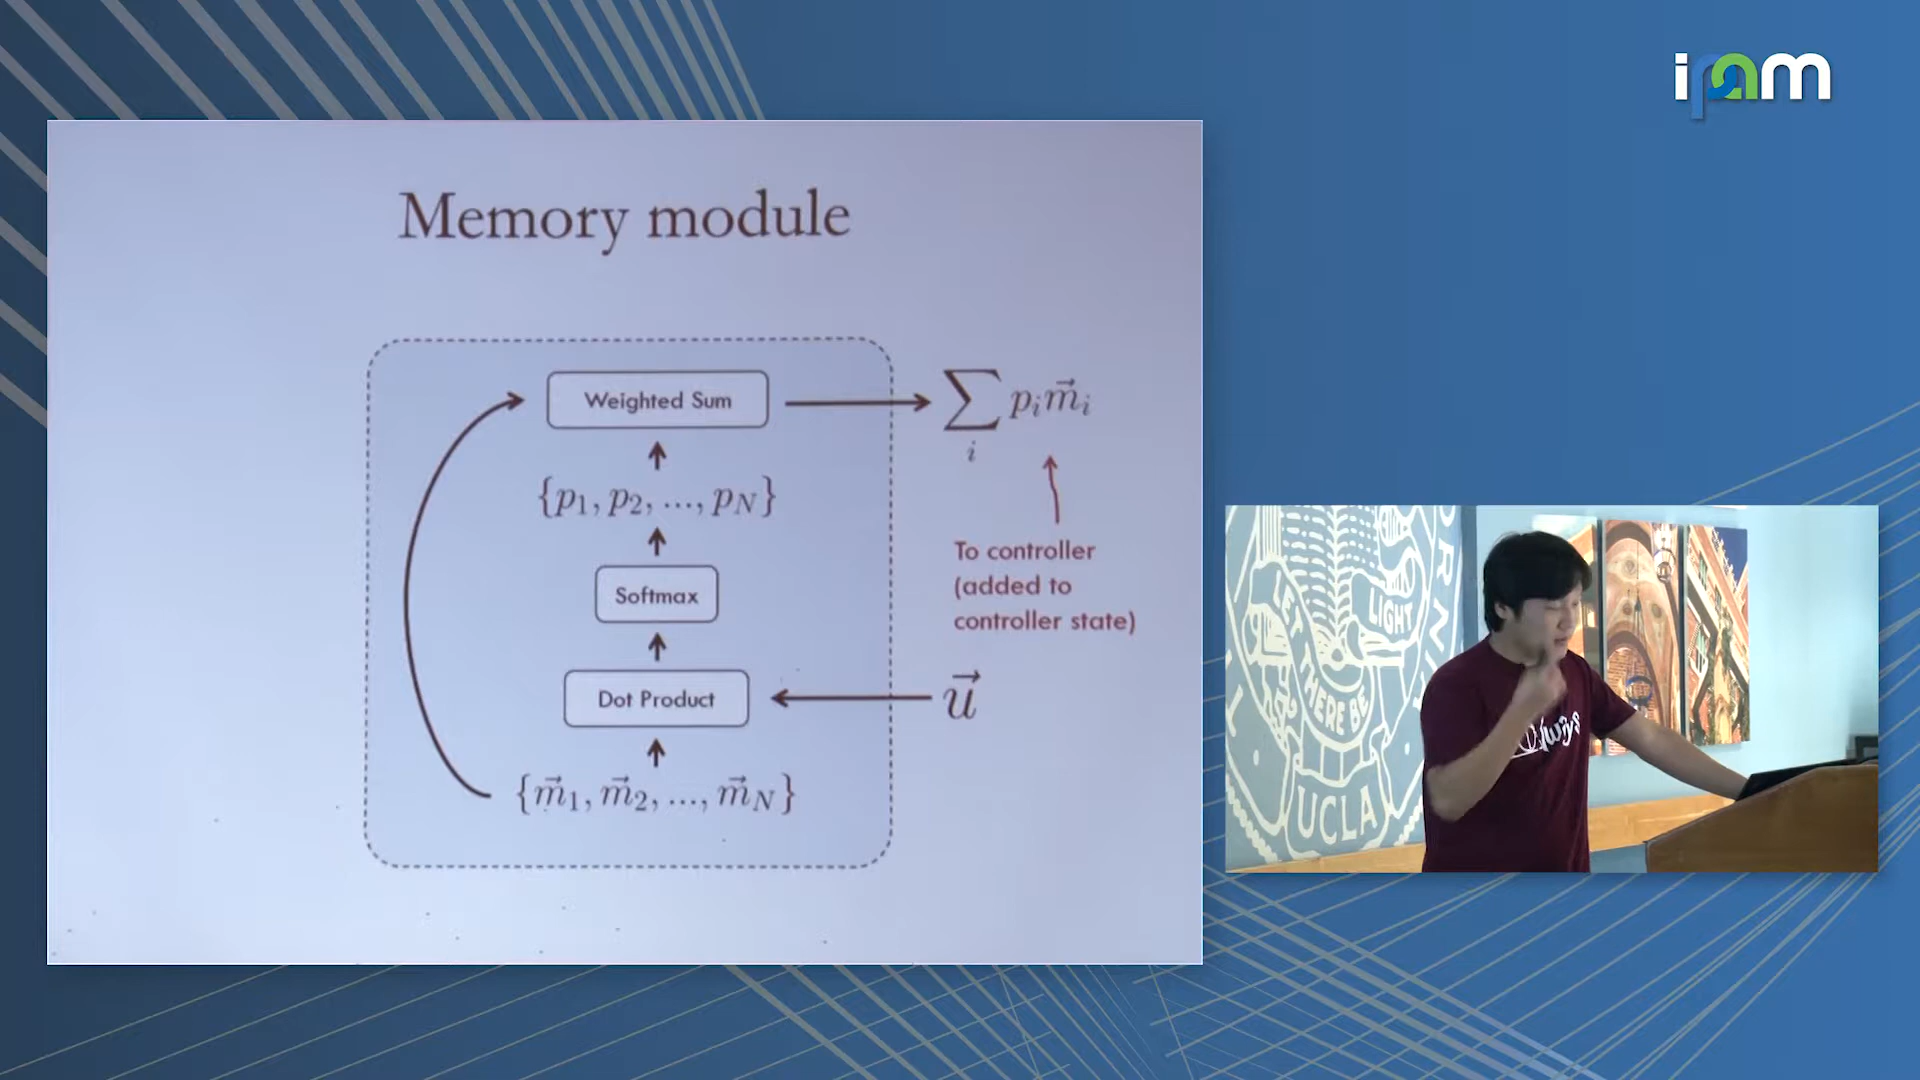 ipam
Memory module
Weighted Sum
∑ᵢ pᵢm⃗ᵢ
{p₁, p₂, ..., p_N}
To controller
(added to
controller state)
Softmax
Dot Product
u⃗
{m⃗₁, m⃗₂, ..., m⃗_N}
LET THERE BE
LIGHT
UCLA